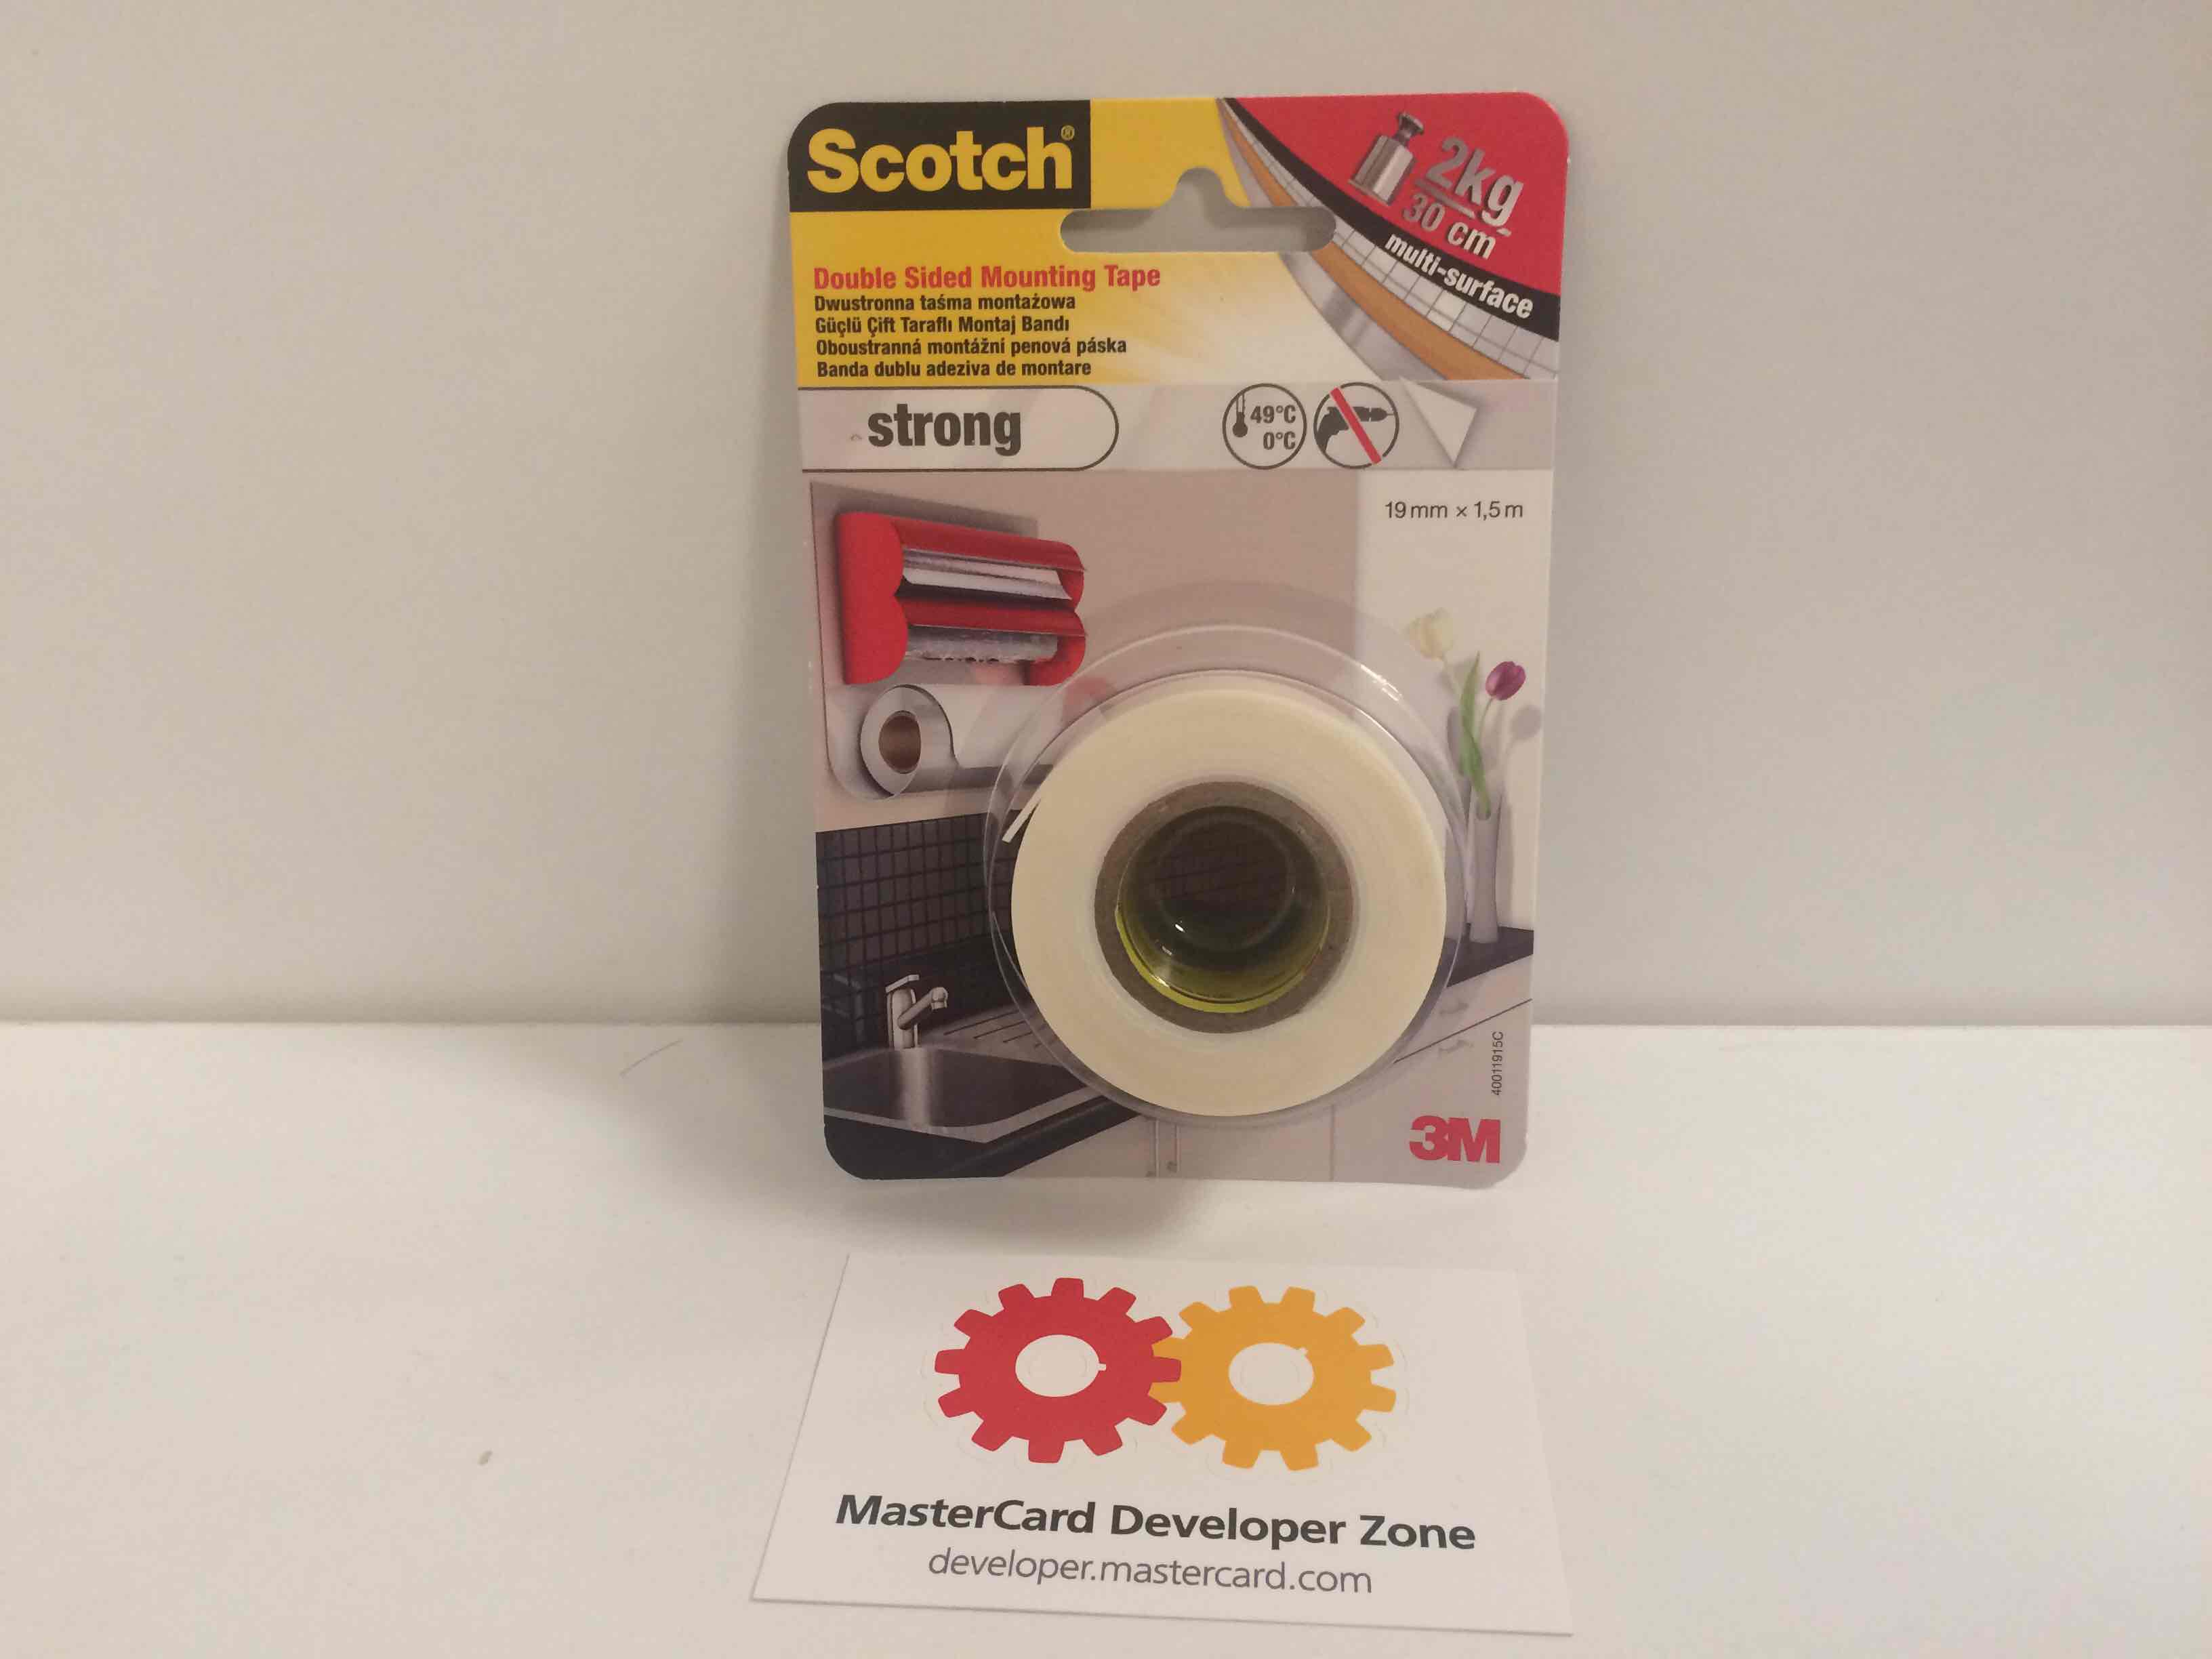 Scotch®
2kg
30 cm
multi-surface
Double Sided Mounting Tape
Dwustronna taśma montażowa
Güçlü Çift Taraflı Montaj Bandı
Oboustranná montážní penová páska
Banda dublu adeziva de montare
strong
49°C
0°C
19 mm × 1,5 m
40011915C
3M
MasterCard Developer Zone
developer.mastercard.com